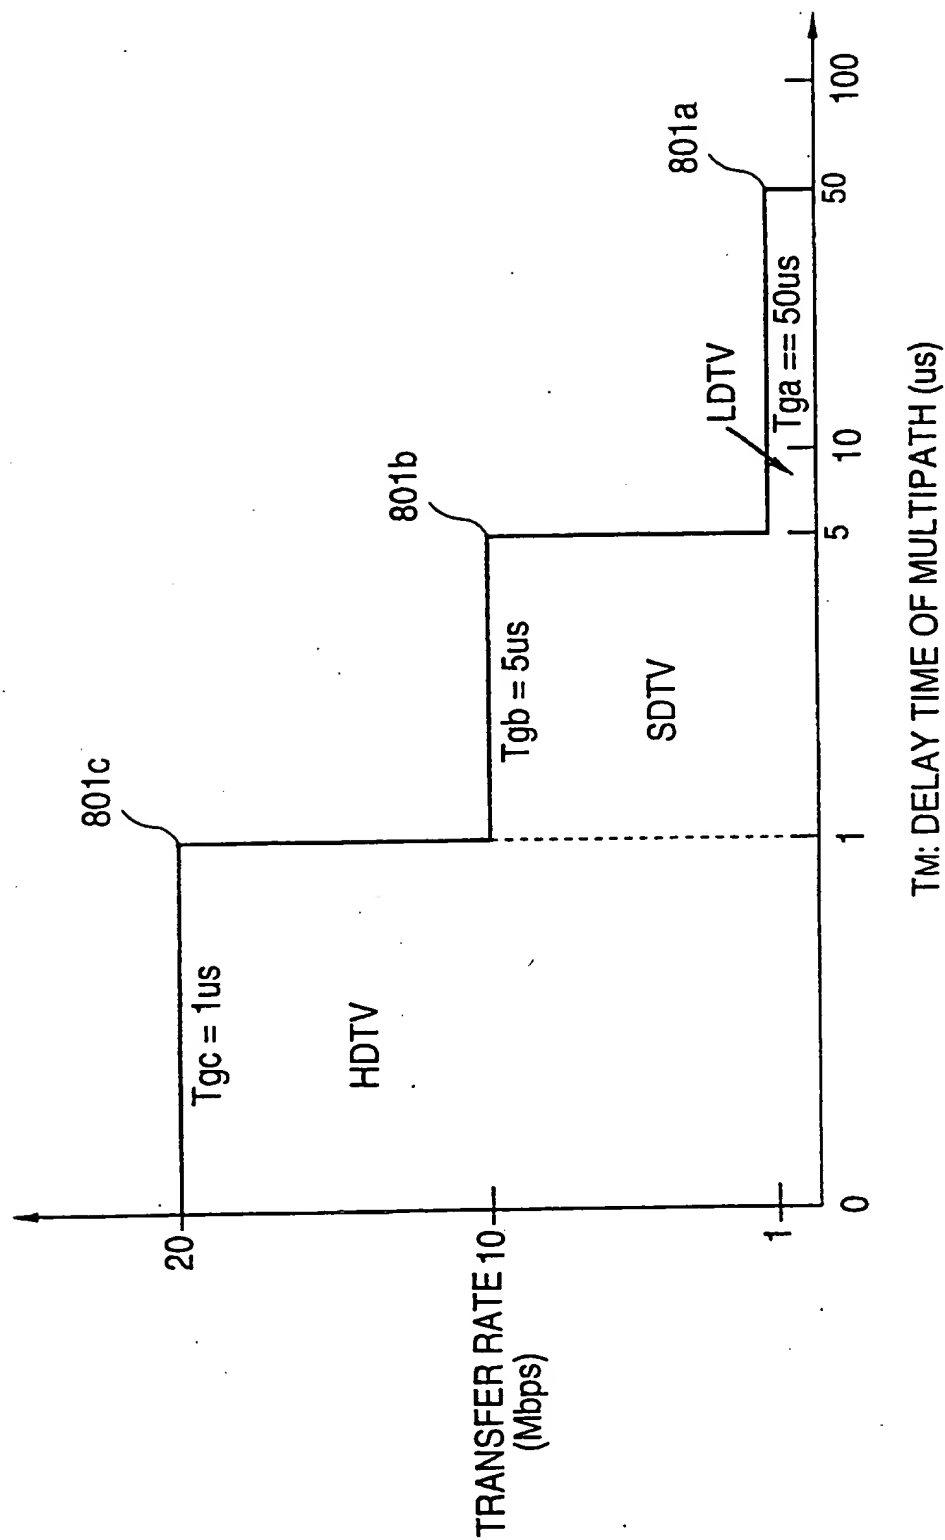 TRANSFER RATE
(Mbps)
20
10
1
0
1
5
10
50
100
801c
Tgc = 1us
HDTV
801b
Tgb = 5us
SDTV
801a
LDTV
Tga == 50us
TM: DELAY TIME OF MULTIPATH (us)